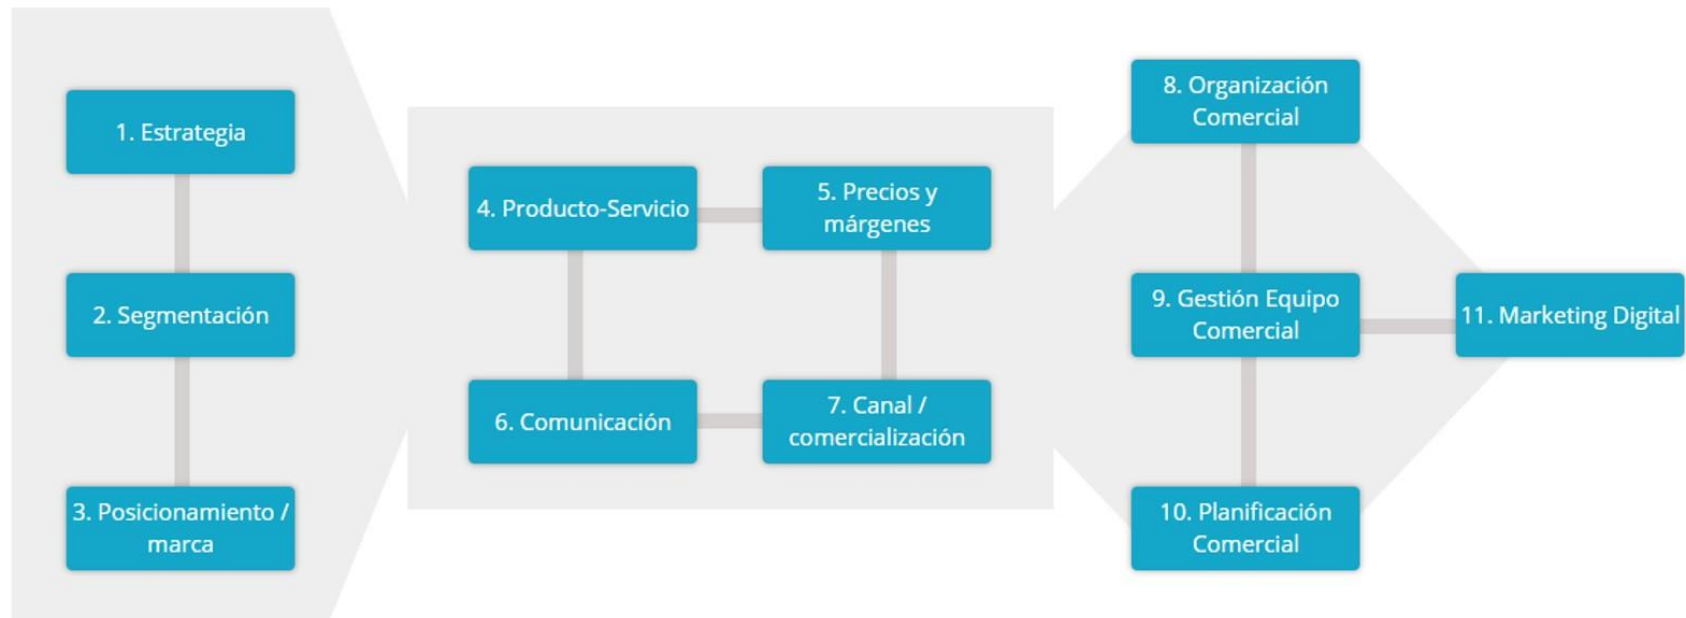 1. Estrategia
2. Segmentación
3. Posicionamiento /
marca
4. Producto-Servicio
5. Precios y
márgenes
6. Comunicación
7. Canal /
comercialización
8. Organización
Comercial
9. Gestión Equipo
Comercial
10. Planificación
Comercial
11. Marketing Digital